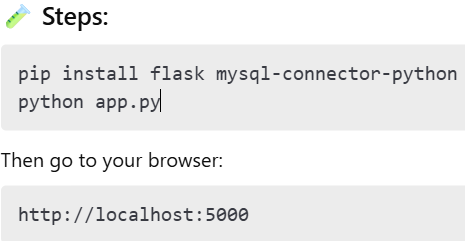 🧪 Steps:
pip install flask mysql-connector-python
python app.py
Then go to your browser:
http://localhost:5000